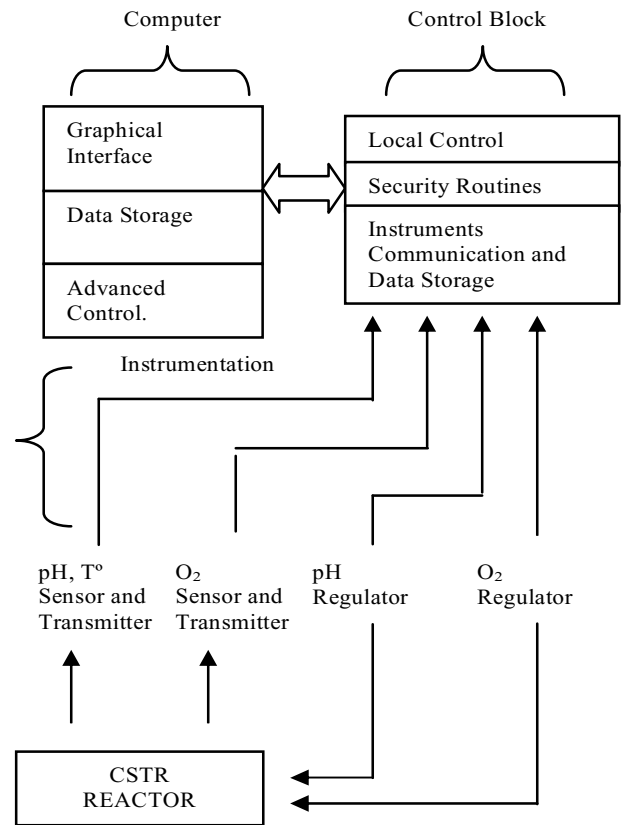 Computer
Control Block
Graphical
Interface
Data Storage
Advanced
Control.
Local Control
Security Routines
Instruments
Communication and
Data Storage
Instrumentation
pH, Tº
Sensor and
Transmitter
O₂
Sensor and
Transmitter
pH
Regulator
O₂
Regulator
CSTR
REACTOR